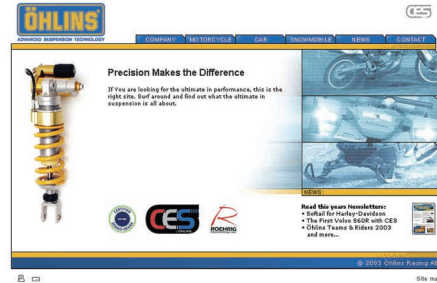 ÖHLINS
ADVANCED SUSPENSION TECHNOLOGY
CES
COMPANY MOTORCYCLE CAR SNOWMOBILE NEWS CONTACT
Precision Makes the Difference
If You are looking for the ultimate in performance, this is the
right site. Surf around and find out what the ultimate in
suspension is all about.
NEWS:
Read this years Newsletters:
• Softail for Harley-Davidson
• The First Volvo S60R with CES
• Öhlins Teams & Riders 2003
and more...
CES
ROEHRIG
© 2003 Öhlins Racing A
Site ma